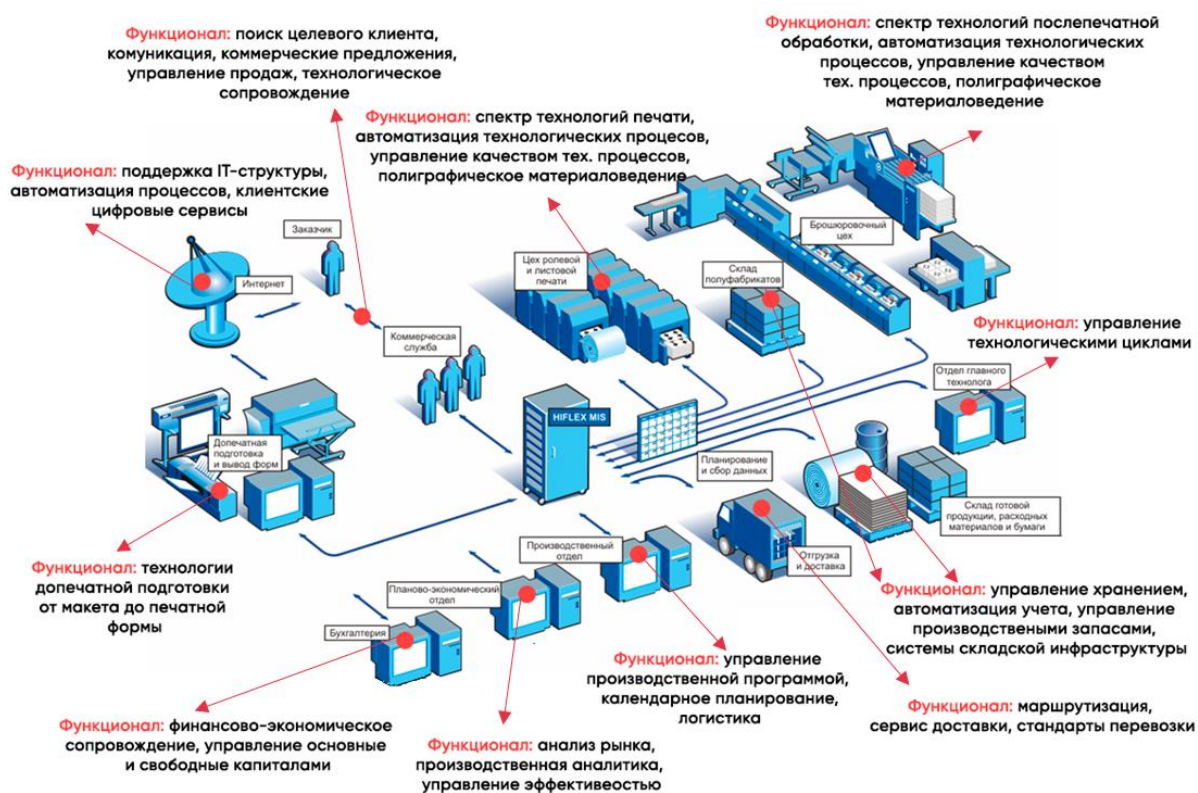 Функционал: поиск целевого клиента,
комуникация, коммерческие предложения,
управление продаж, технологическое
сопровождение
Функционал: спектр технологий послепечатной
обработки, автоматизация технологических
процессов, управление качеством
тех. процессов, полиграфическое
материаловедение
Функционал: спектр технологий печати,
автоматизация технологических процесов,
управление качеством тех. процессов,
полиграфическое материаловедение
Функционал: поддержка IT-структуры,
автоматизация процессов, клиентские
цифровые сервисы
Заказчик
Интернет
Коммерческая
служба
Цех ролевой
и листовой
печати
Склад
полуфабрикатов
Брошюровочный
цех
Функционал: управление
технологическими циклами
Отдел главного
технолога
HIFLEX MIS
Допечатная
подготовка
и вывод форм
Планирование
и сбор данных
Склад готовой
продукции, расходных
материалов и бумаги
Отгрузка
и доставка
Производственный
отдел
Планово-экономический
отдел
Бухгалтерия
Функционал: технологии
допечатной подготовки
от макета до печатной
формы
Функционал: управление хранением,
автоматизация учета, управление
производствеными запасами,
системы складской инфраструктуры
Функционал: управление
производственной программой,
календарное планирование,
логистика
Функционал: маршрутизация,
сервис доставки, стандарты перевозки
Функционал: финансово-экономическое
сопровождение, управление основные
и свободные капиталами
Функционал: анализ рынка,
производственная аналитика,
управление эффективеостью